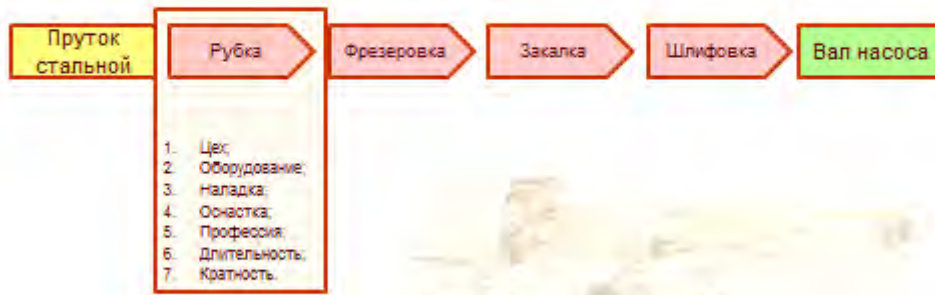 Пруток
стальной
Рубка
Фрезеровка
Закалка
Шлифовка
Вал насоса
1. Цех;
2. Оборудование;
3. Наладка;
4. Оснастка;
5. Профессия;
6. Длительность;
7. Кратность.